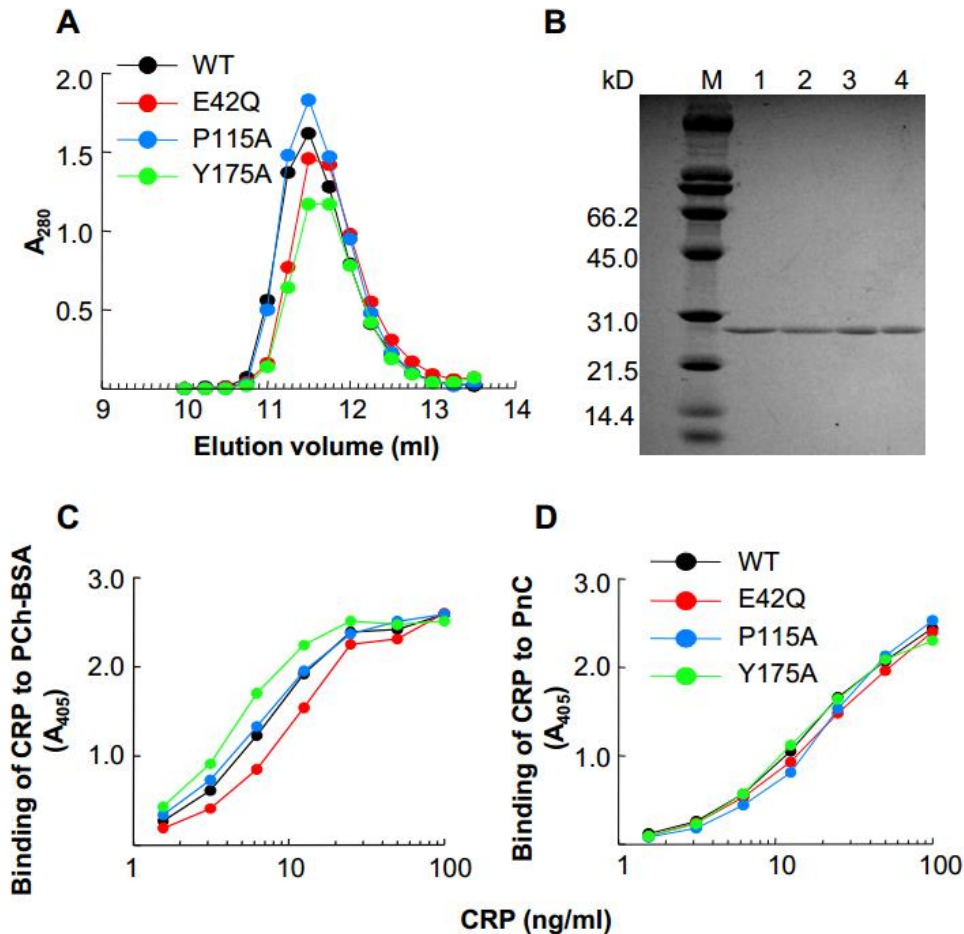 A
WT
E42Q
P115A
Y175A
2.0
1.5
1.0
0.5
A280
9 10 11 12 13 14
Elution volume (ml)
B
kD M 1 2 3 4
66.2
45.0
31.0
21.5
14.4
C
3.0
2.0
1.0
1 10 100
Binding of CRP to PCh-BSA
(A405)
D
WT
E42Q
P115A
Y175A
3.0
2.0
1.0
1 10 100
Binding of CRP to PnC
(A405)
CRP (ng/ml)